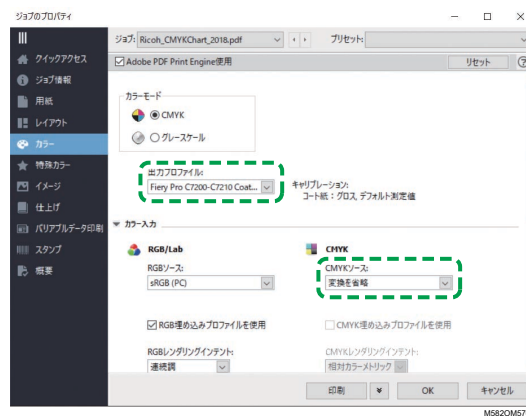 ジョブのプロパティ
ジョブ: Ricoh_CMYKChart_2018.pdf
プリセット:
Adobe PDF Print Engine使用
リセット
クイックアクセス
ジョブ情報
用紙
レイアウト
カラー
特殊カラー
イメージ
仕上げ
バリアブルデータ印刷
スタンプ
概要
カラーモード
CMYK
グレースケール
出力プロファイル:
Fiery Pro C7200-C7210 Coat...
キャリブレーション:
コート紙：グロス, デフォルト測定値
カラー入力
RGB/Lab
RGBソース:
sRGB (PC)
RGB埋め込みプロファイルを使用
RGBレンダリングインテント:
連続調
CMYK
CMYKソース:
変換を省略
CMYK埋め込みプロファイルを使用
CMYKレンダリングインテント:
相対カラーメトリック
印刷
OK
キャンセル
M582OM57